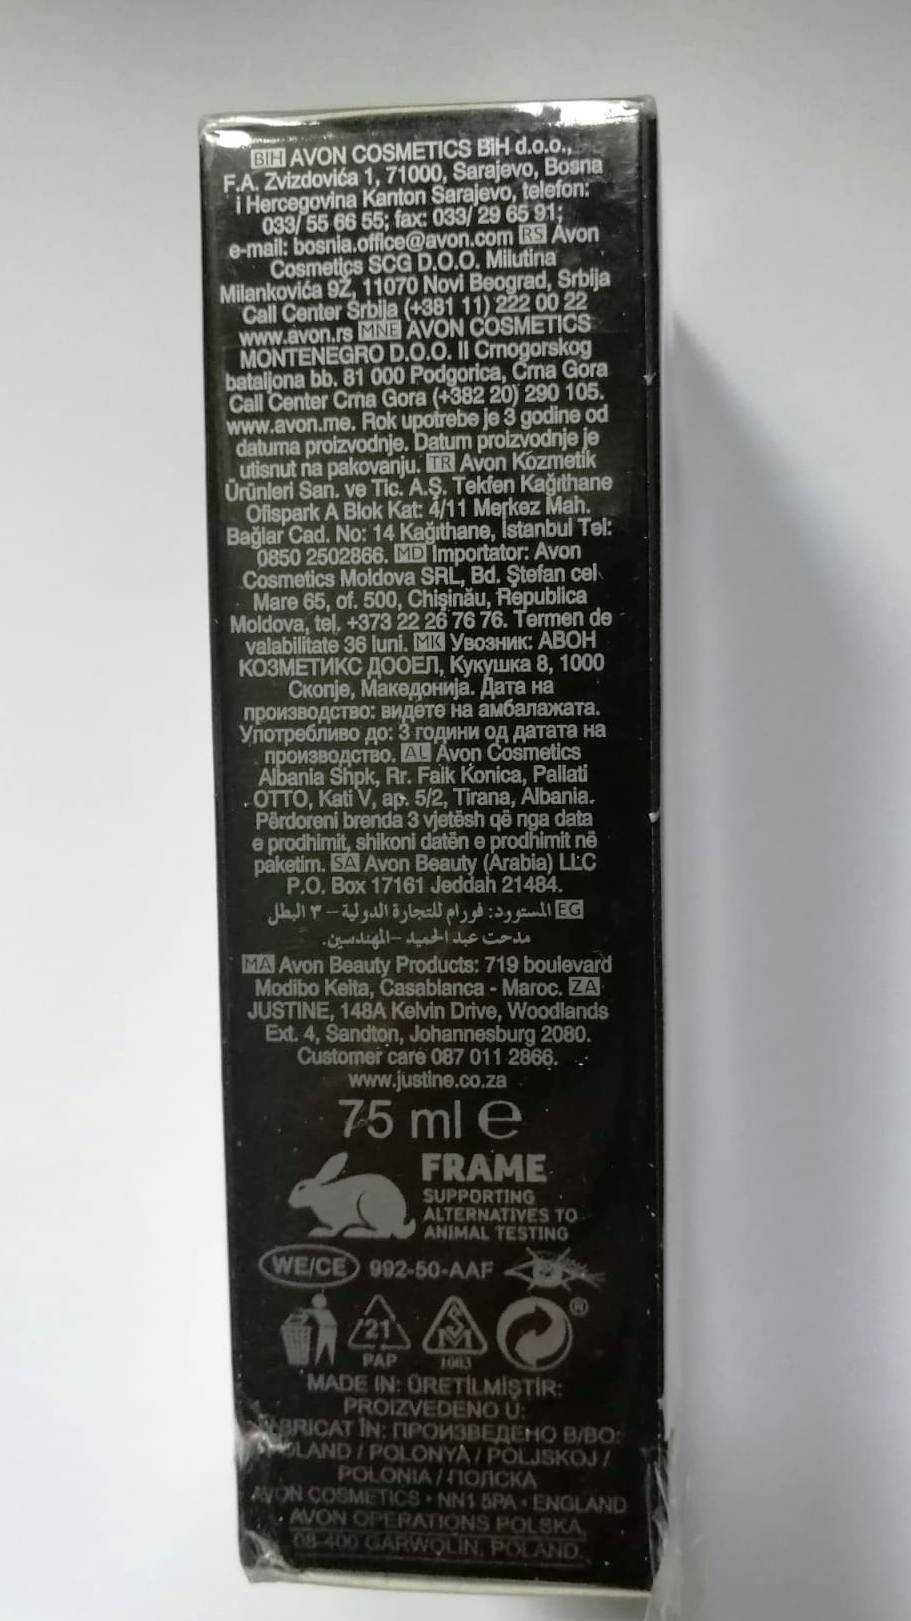 BIH AVON COSMETICS BiH d.o.o.,
F.A. Zvizdovića 1, 71000, Sarajevo, Bosna
i Hercegovina Kanton Sarajevo, telefon:
033/ 55 66 55; fax: 033/ 29 65 91;
e-mail: bosnia.office@avon.com RS Avon
Cosmetics SCG D.O.O. Milutina
Milankovića 9Ž, 11070 Novi Beograd, Srbija
Call Center Srbija (+381 11) 222 00 22
www.avon.rs MNE AVON COSMETICS
MONTENEGRO D.O.O. II Crnogorskog
bataljona bb. 81 000 Podgorica, Crna Gora
Call Center Crna Gora (+382 20) 290 105.
www.avon.me. Rok upotrebe je 3 godine od
datuma proizvodnje. Datum proizvodnje je
utisnut na pakovanju. TR Avon Kozmetik
Ürünleri San. ve Tic. A.Ş. Tekfen Kağıthane
Ofispark A Blok Kat: 4/11 Merkez Mah.
Bağlar Cad. No: 14 Kağıthane, İstanbul Tel:
0850 2502866. MD Importator: Avon
Cosmetics Moldova SRL, Bd. Ştefan cel
Mare 65, of. 500, Chişinău, Republica
Moldova, tel. +373 22 26 76 76. Termen de
valabilitate 36 luni. MK Увозник: АВОН
КОЗМЕТИКС ДООЕЛ, Кукушка 8, 1000
Скопје, Македонија. Дата на
производство: видете на амбалажата.
Употребливо до: 3 години од датата на
производство. AL Avon Cosmetics
Albania Shpk, Rr. Faik Konica, Pallati
OTTO, Kati V, ap. 5/2, Tirana, Albania.
Përdoreni brenda 3 vjetësh që nga data
e prodhimit, shikoni datën e prodhimit në
paketim. SA Avon Beauty (Arabia) LLC
P.O. Box 17161 Jeddah 21484.
EG المستورد: فورام للتجارة الدولية – ٣ البطل
مدحت عبد الحميد – المهندسين.
MA Avon Beauty Products: 719 boulevard
Modibo Keita, Casablanca - Maroc. ZA
JUSTINE, 148A Kelvin Drive, Woodlands
Ext. 4, Sandton, Johannesburg 2080.
Customer care 087 011 2866.
www.justine.co.za
75 ml e
FRAME
SUPPORTING
ALTERNATIVES TO
ANIMAL TESTING
WE/CE 992-50-AAF
21 SM ®
PAP 1003
MADE IN: ÜRETİLMİŞTİR:
PROIZVEDENO U:
FABRICAT ÎN: ПРОИЗВЕДЕНО В/ВО:
POLAND / POLONYA / POLJSKOJ /
POLONIA / ПОЛСКА
AVON COSMETICS • NN1 5PA • ENGLAND
AVON OPERATIONS POLSKA,
08-400 GARWOLIN, POLAND.